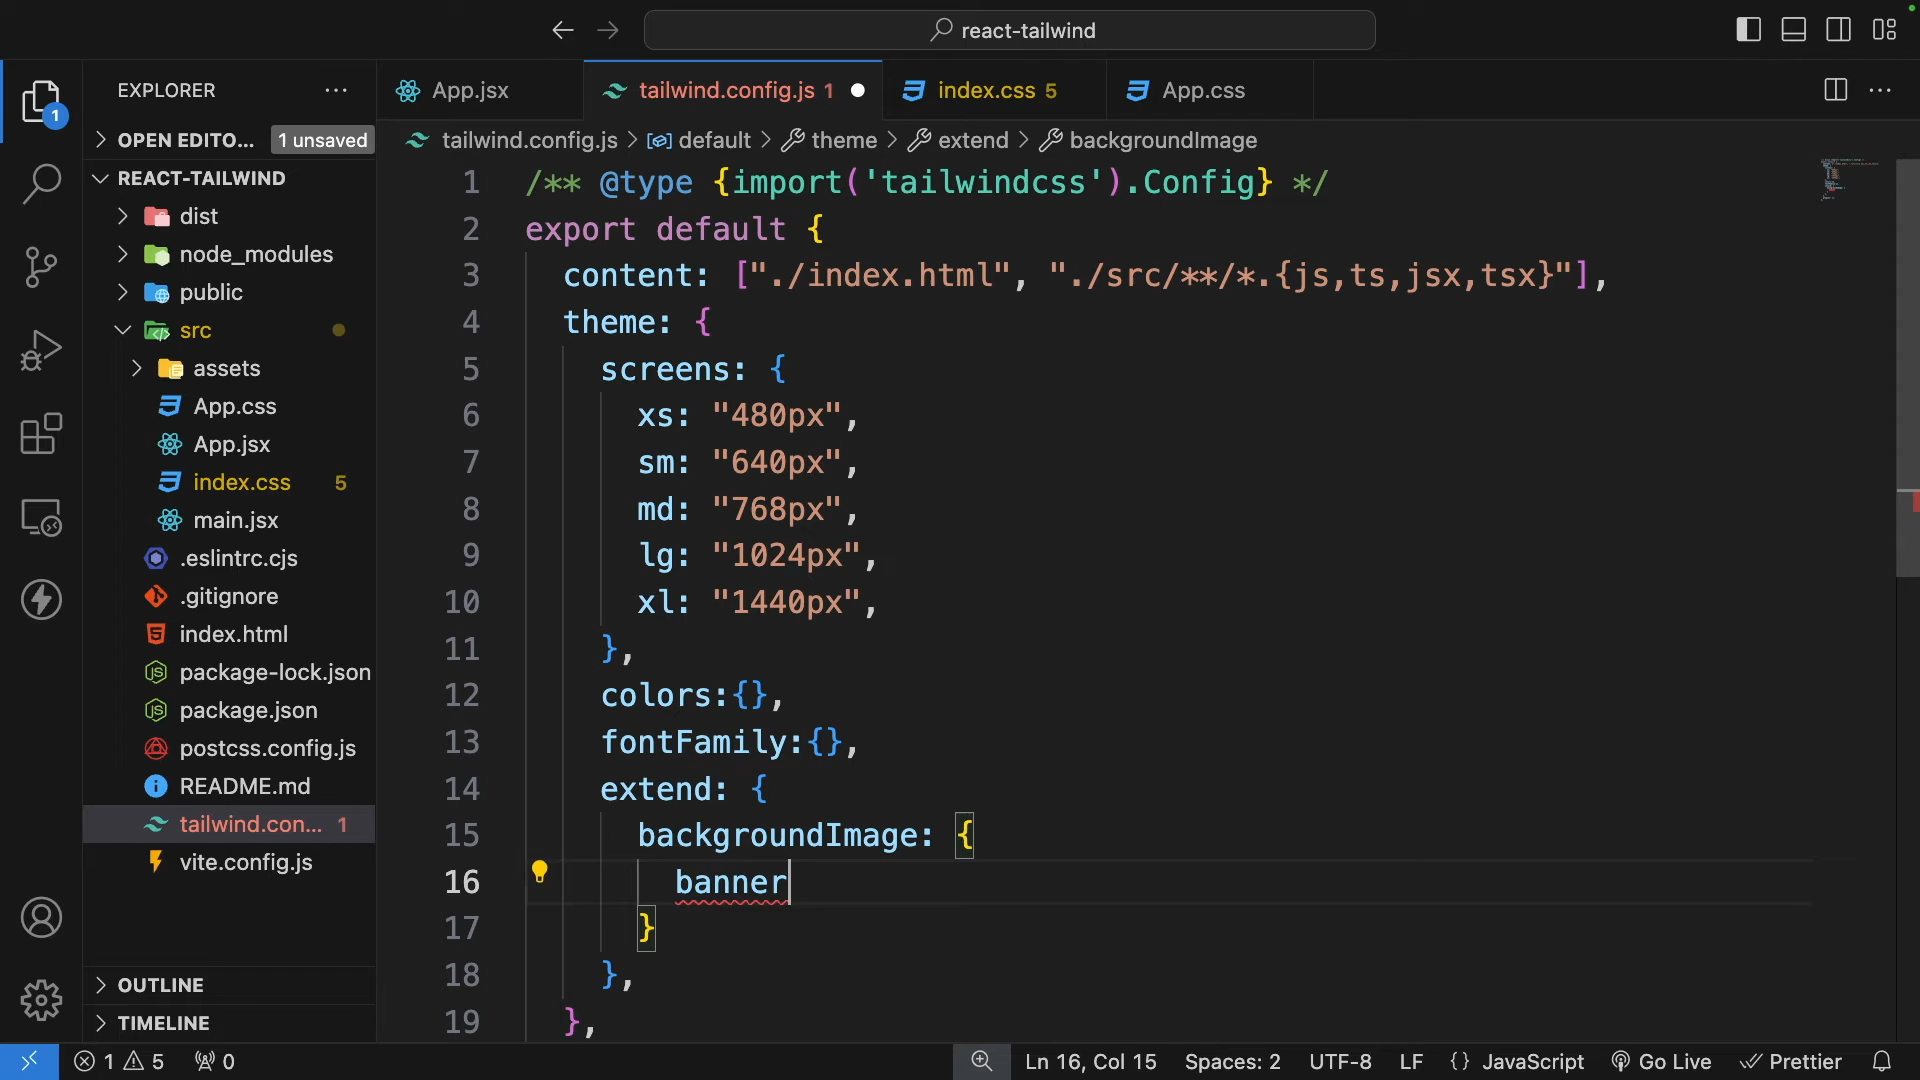 react-tailwind
EXPLORER
App.jsx
tailwind.config.js 1
index.css 5
App.css
1
OPEN EDITO... 1 unsaved
tailwind.config.js > default > theme > extend > backgroundImage
REACT-TAILWIND
dist
node_modules
public
src
assets
App.css
App.jsx
index.css 5
main.jsx
.eslintrc.cjs
.gitignore
index.html
package-lock.json
package.json
postcss.config.js
README.md
tailwind.con... 1
vite.config.js
OUTLINE
TIMELINE
1 /** @type {import('tailwindcss').Config} */
2 export default {
3 content: ["./index.html", "./src/**/*.{js,ts,jsx,tsx}"],
4 theme: {
5 screens: {
6 xs: "480px",
7 sm: "640px",
8 md: "768px",
9 lg: "1024px",
10 xl: "1440px",
11 },
12 colors:{},
13 fontFamily:{},
14 extend: {
15 backgroundImage: {
16 banner
17 }
18 },
19 },
1 5 0 Ln 16, Col 15 Spaces: 2 UTF-8 LF {} JavaScript Go Live Prettier